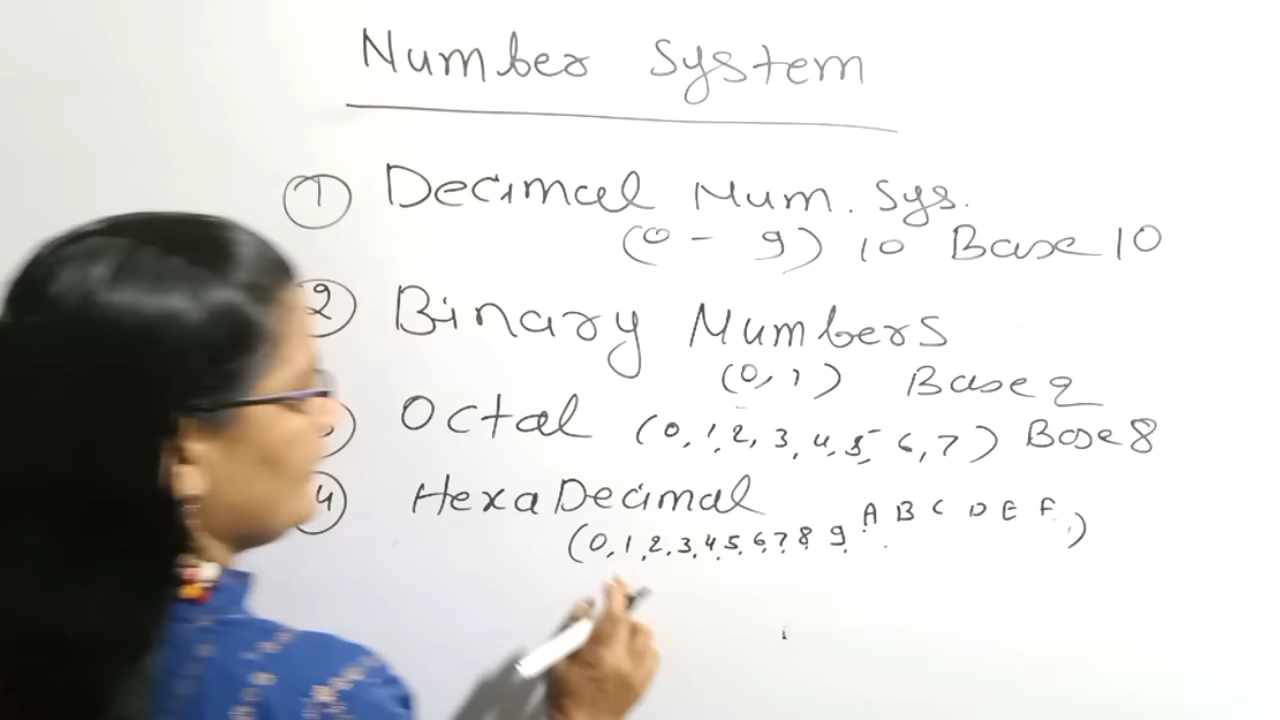 Number System
① Decimal Num. Sys.
(0 - 9) 10 Base 10
② Binary Numbers
(0, 1) Base 2
Octal (0, 1, 2, 3, 4, 5, 6, 7) Base 8
④ HexaDecimal
(0, 1, 2, 3, 4, 5, 6, 7 8 9 A B C D E F)